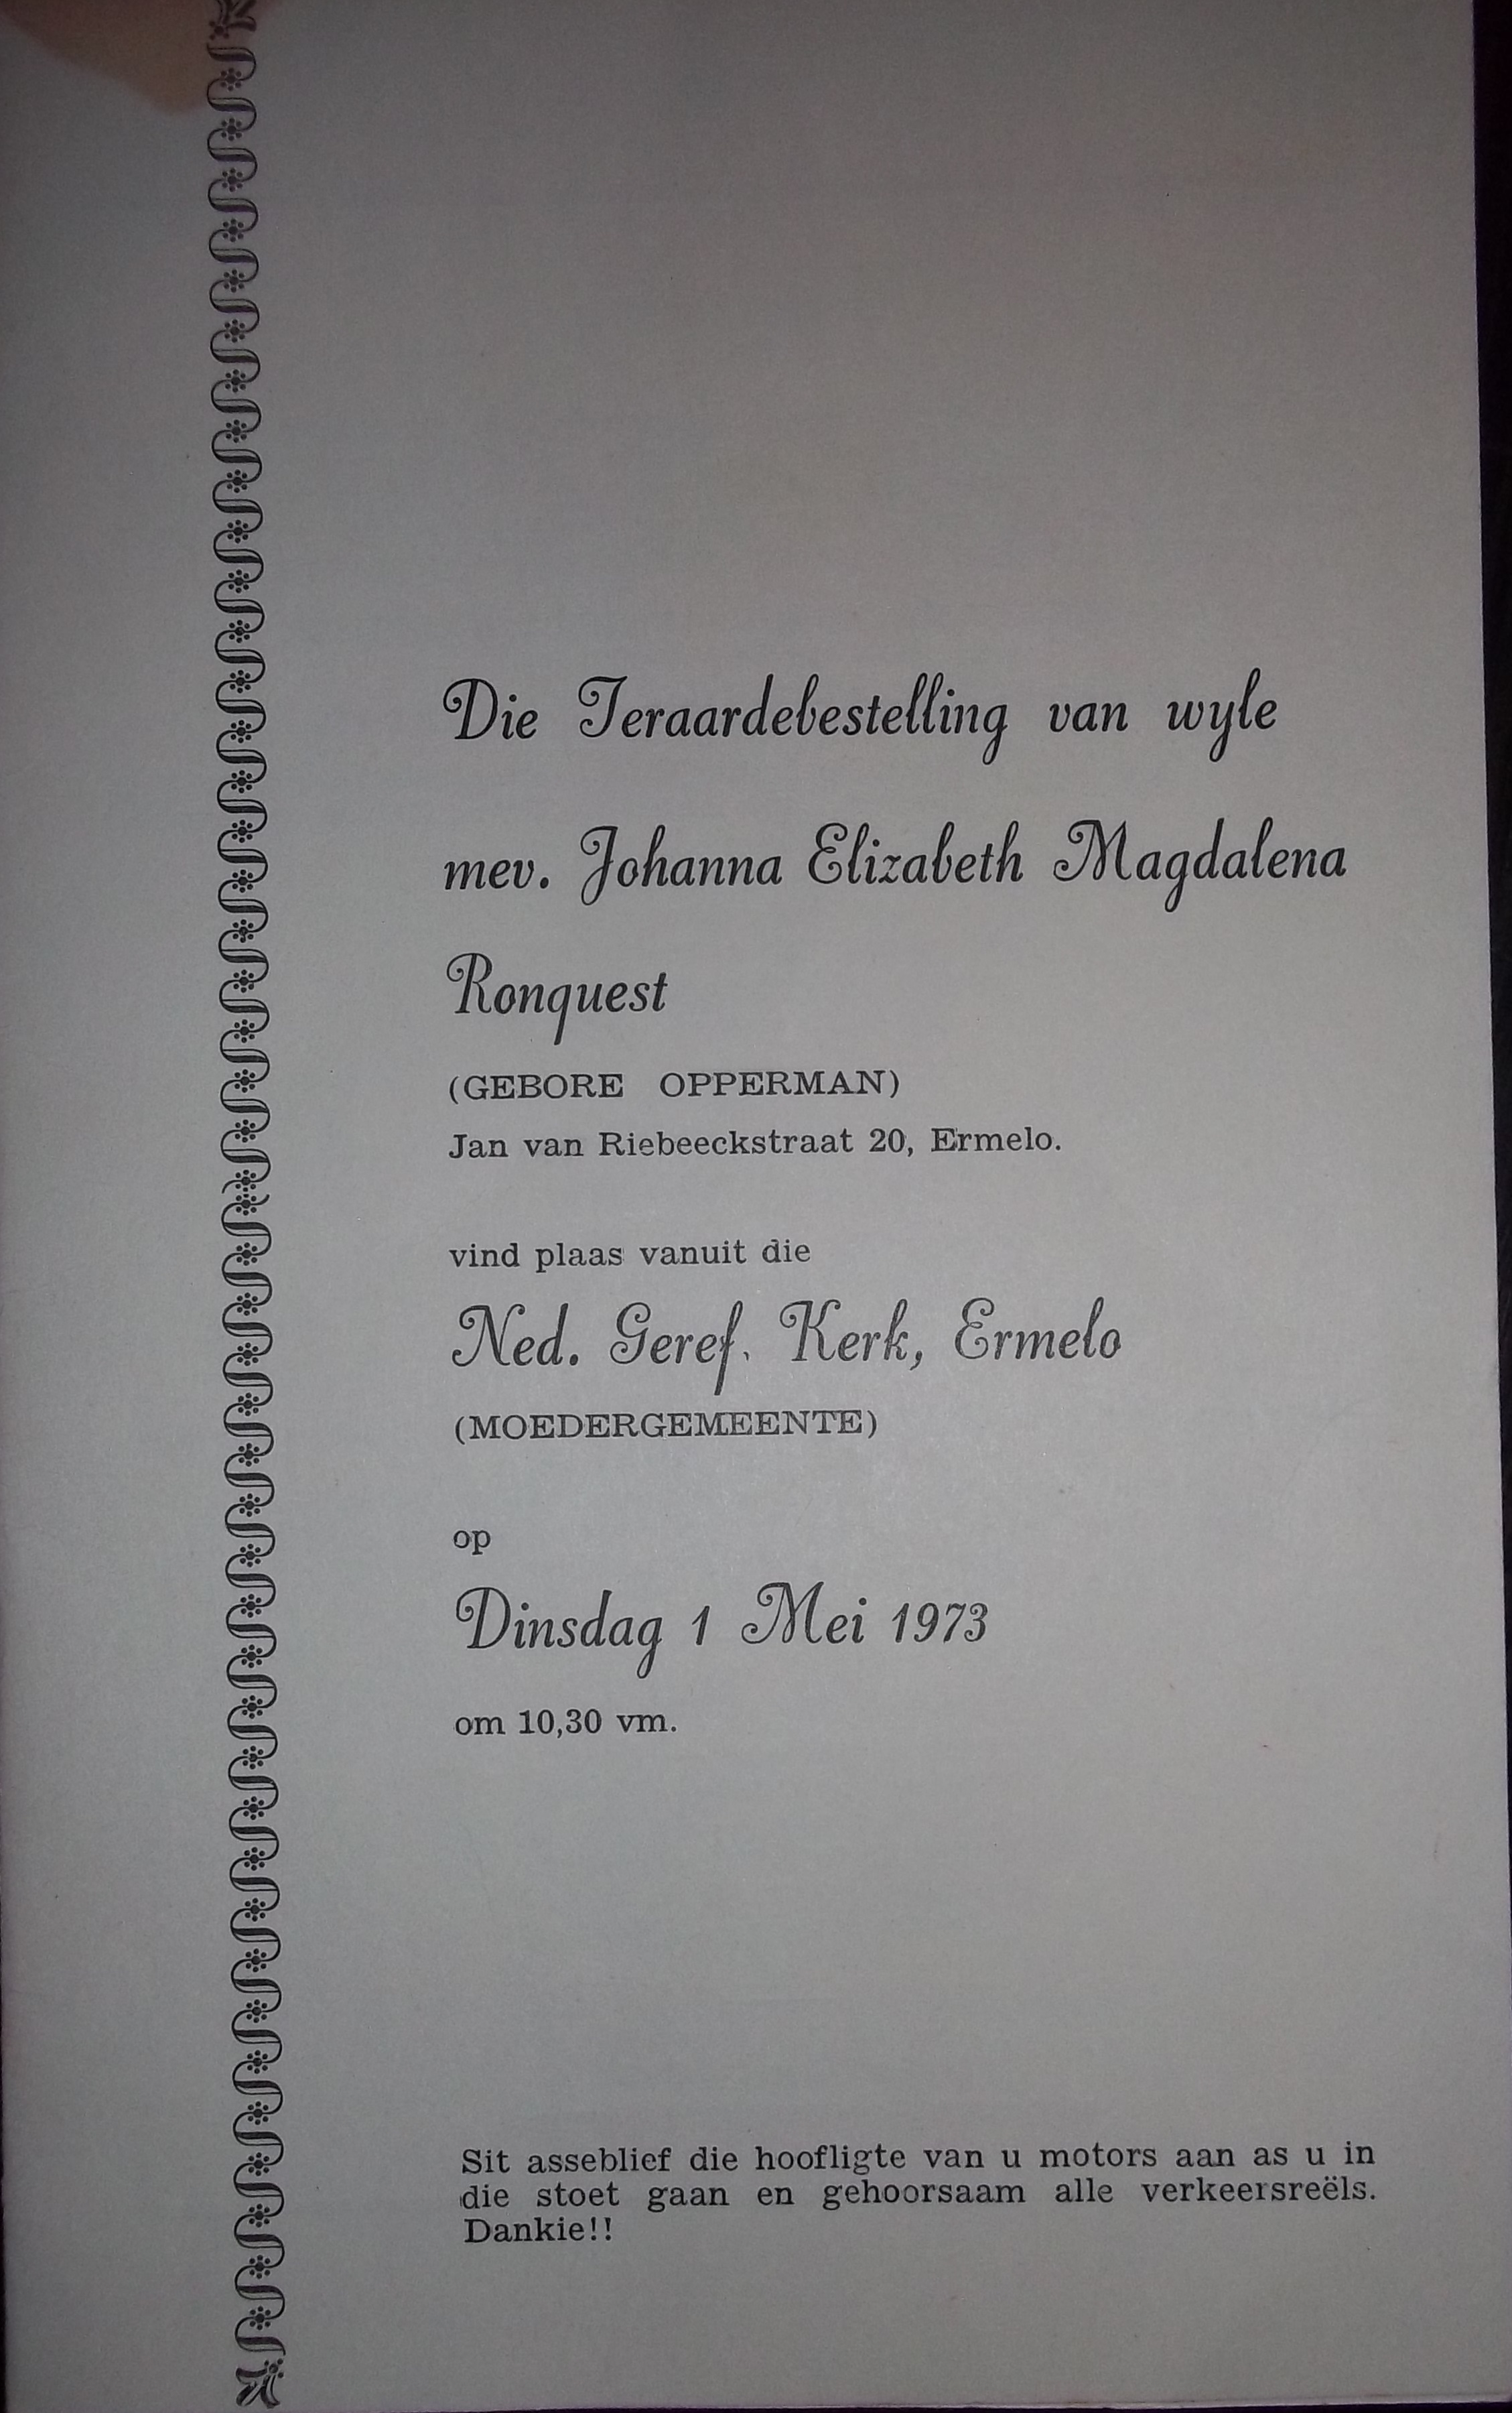 Die Teraardebestelling van wyle
mev. Johanna Elizabeth Magdalena
Ronquest
(GEBORE OPPERMAN)
Jan van Riebeeckstraat 20, Ermelo.
vind plaas vanuit die
Ned. Geref. Kerk, Ermelo
(MOEDERGEMEENTE)
op
Dinsdag 1 Mei 1973
om 10,30 vm.
Sit asseblief die hoofligte van u motors aan as u in
die stoet gaan en gehoorsaam alle verkeersreëls.
Dankie!!